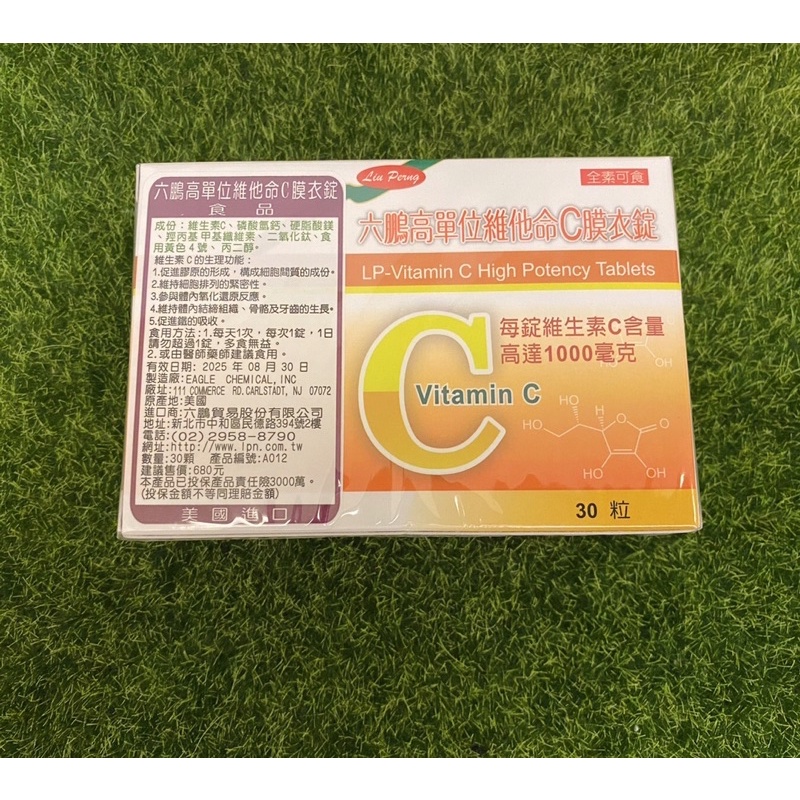 六鵬高單位維他命C膜衣錠
食品
成份：維生素C、磷酸氫鈣、硬脂酸鎂、
羥丙基甲基纖維素、二氧化鈦、食
用黃色4號、丙二醇。
維生素C的生理功能：
1.促進膠原的形成，構成細胞間質的成份。
2.維持細胞排列的緊密性。
3.參與體內氧化還原反應。
4.維持體內結締組織、骨骼及牙齒的生長。
5.促進鐵的吸收。
食用方法：1.每天1次，每次1錠，1日
請勿超過1錠，多食無益。
2.或由醫師藥師建議食用。
有效日期：2025年08月30日
製造廠：EAGLE CHEMICAL,INC
廠址：111 COMMERCE RD.CARLSTADT, NJ 07072
原產地：美國
進口商：六鵬貿易股份有限公司
地址：新北市中和區民德路394號2樓
電話：(02)2958-8790
網址：http://www.lpn.com.tw
數量：30顆 產品編號：A012
建議售價：680元
本產品已投保產品責任險3000萬。
(投保金額不等同理賠金額)
美國進口
Liu Perng
全素可食
六鵬高單位維他命C膜衣錠
LP-Vitamin C High Potency Tablets
每錠維生素C含量
高達1000毫克
C
Vitamin C
HO
H
O
O
HO
HO
OH
30 粒